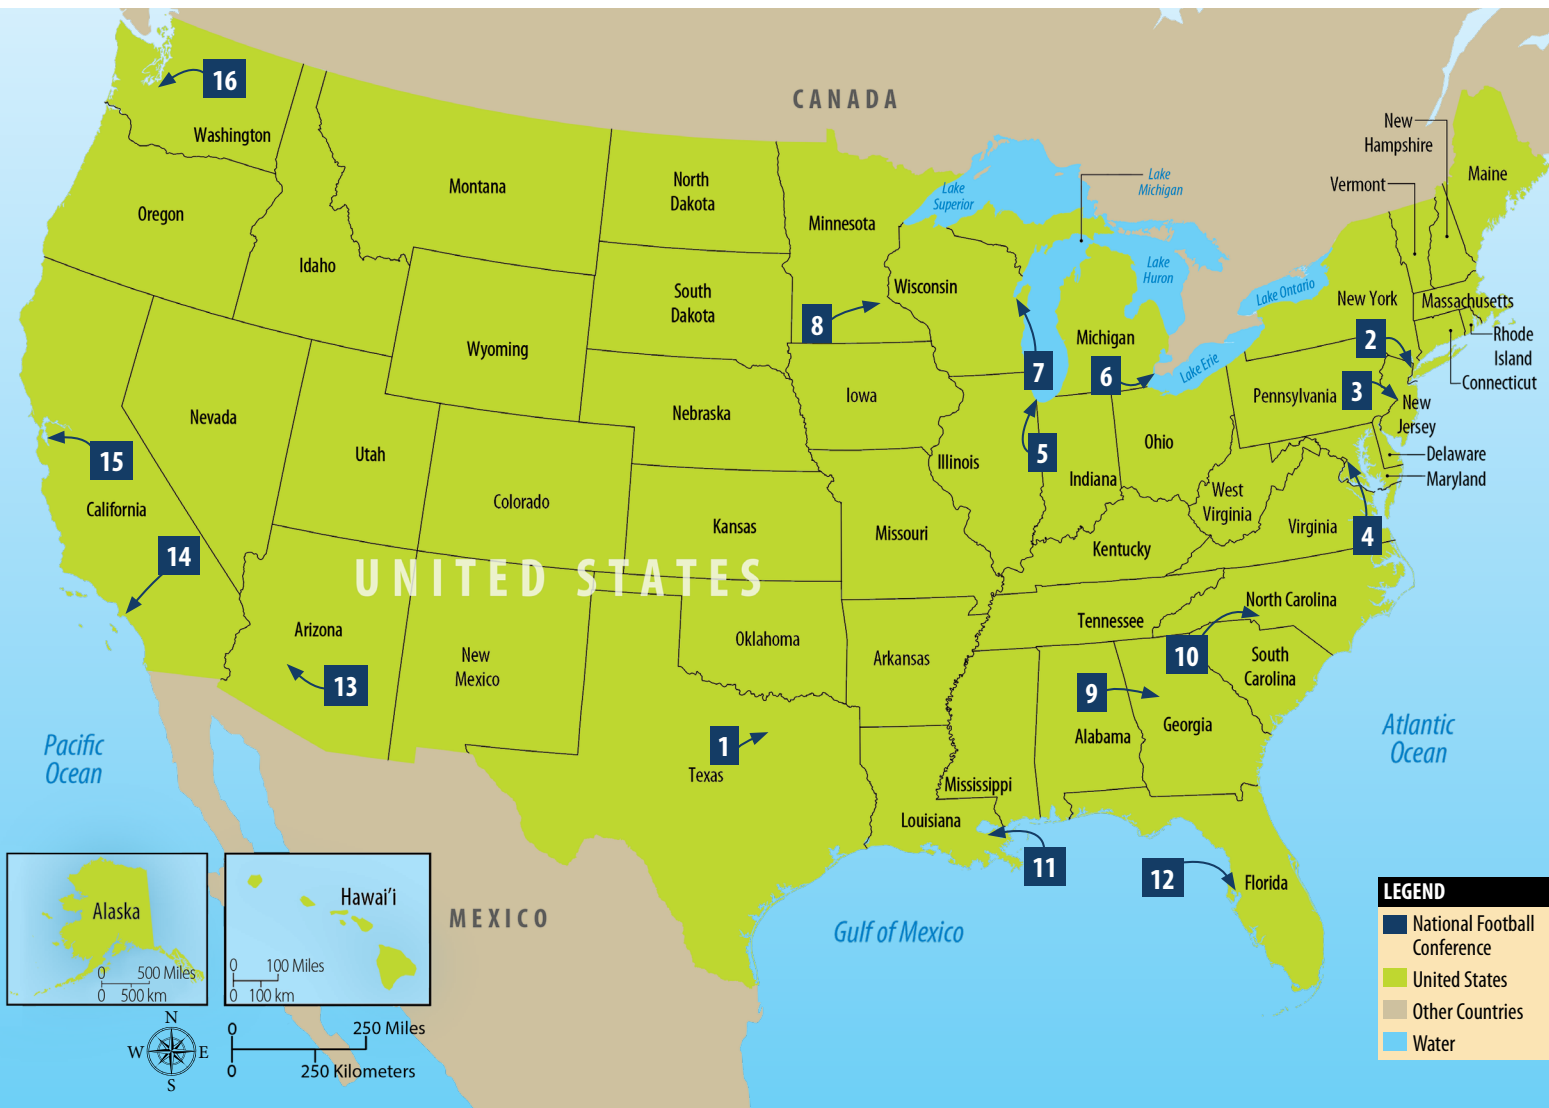 CANADA
16
Washington
Montana
North
Dakota
Minnesota
Lake
Superior
Lake
Michigan
New
Hampshire
Vermont
Maine
Oregon
Idaho
South
Dakota
Wisconsin
Lake
Huron
Lake Ontario
New York
Massachusetts
Wyoming
8
Michigan
2
Rhode
Island
7
6
Lake Erie
Connecticut
Nevada
Nebraska
Iowa
Pennsylvania
3
New
Jersey
Utah
Ohio
5
15
Illinois
Indiana
Delaware
Maryland
California
Colorado
Kansas
Missouri
West
Virginia
Virginia
4
14
Kentucky
UNITED STATES
North Carolina
Arizona
Oklahoma
Tennessee
New
Mexico
Arkansas
10
South
Carolina
13
9
Georgia
Alabama
1
Texas
Pacific
Ocean
Atlantic
Ocean
Mississippi
Louisiana
11
12
Florida
Gulf of Mexico
MEXICO
Alaska
0 500 Miles
0 500 km
Hawai’i
0 100 Miles
0 100 km
N
W E
S
0 250 Miles
0 250 Kilometers
LEGEND
National Football
Conference
United States
Other Countries
Water